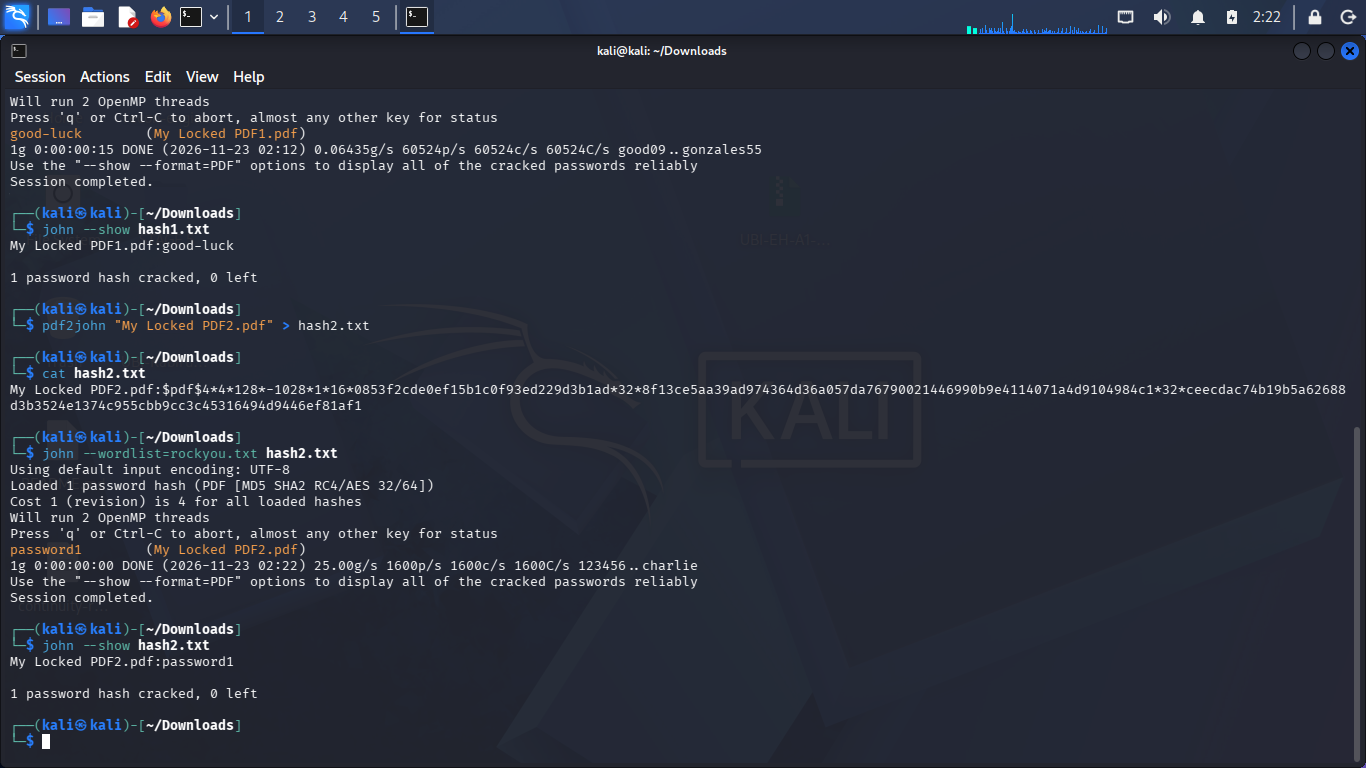 1 2 3 4 5
2:22
kali@kali: ~/Downloads
Session Actions Edit View Help
Will run 2 OpenMP threads
Press 'q' or Ctrl-C to abort, almost any other key for status
good-luck        (My Locked PDF1.pdf)
1g 0:00:00:15 DONE (2026-11-23 02:12) 0.06435g/s 60524p/s 60524c/s 60524C/s good09..gonzales55
Use the "--show --format=PDF" options to display all of the cracked passwords reliably
Session completed.
┌──(kali㉿kali)-[~/Downloads]
└─$ john --show hash1.txt
My Locked PDF1.pdf:good-luck
1 password hash cracked, 0 left
┌──(kali㉿kali)-[~/Downloads]
└─$ pdf2john "My Locked PDF2.pdf" > hash2.txt
┌──(kali㉿kali)-[~/Downloads]
└─$ cat hash2.txt
My Locked PDF2.pdf:$pdf$4*4*128*-1028*1*16*0853f2cde0ef15b1c0f93ed229d3b1ad*32*8f13ce5aa39ad974364d36a057da76790021446990b9e4114071a4d9104984c1*32*ceecdac74b19b5a62688
d3b3524e1374c955cbb9cc3c45316494d9446ef81af1
┌──(kali㉿kali)-[~/Downloads]
└─$ john --wordlist=rockyou.txt hash2.txt
Using default input encoding: UTF-8
Loaded 1 password hash (PDF [MD5 SHA2 RC4/AES 32/64])
Cost 1 (revision) is 4 for all loaded hashes
Will run 2 OpenMP threads
Press 'q' or Ctrl-C to abort, almost any other key for status
password1        (My Locked PDF2.pdf)
1g 0:00:00:00 DONE (2026-11-23 02:22) 25.00g/s 1600p/s 1600c/s 1600C/s 123456..charlie
Use the "--show --format=PDF" options to display all of the cracked passwords reliably
Session completed.
┌──(kali㉿kali)-[~/Downloads]
└─$ john --show hash2.txt
My Locked PDF2.pdf:password1
1 password hash cracked, 0 left
┌──(kali㉿kali)-[~/Downloads]
└─$
KALI